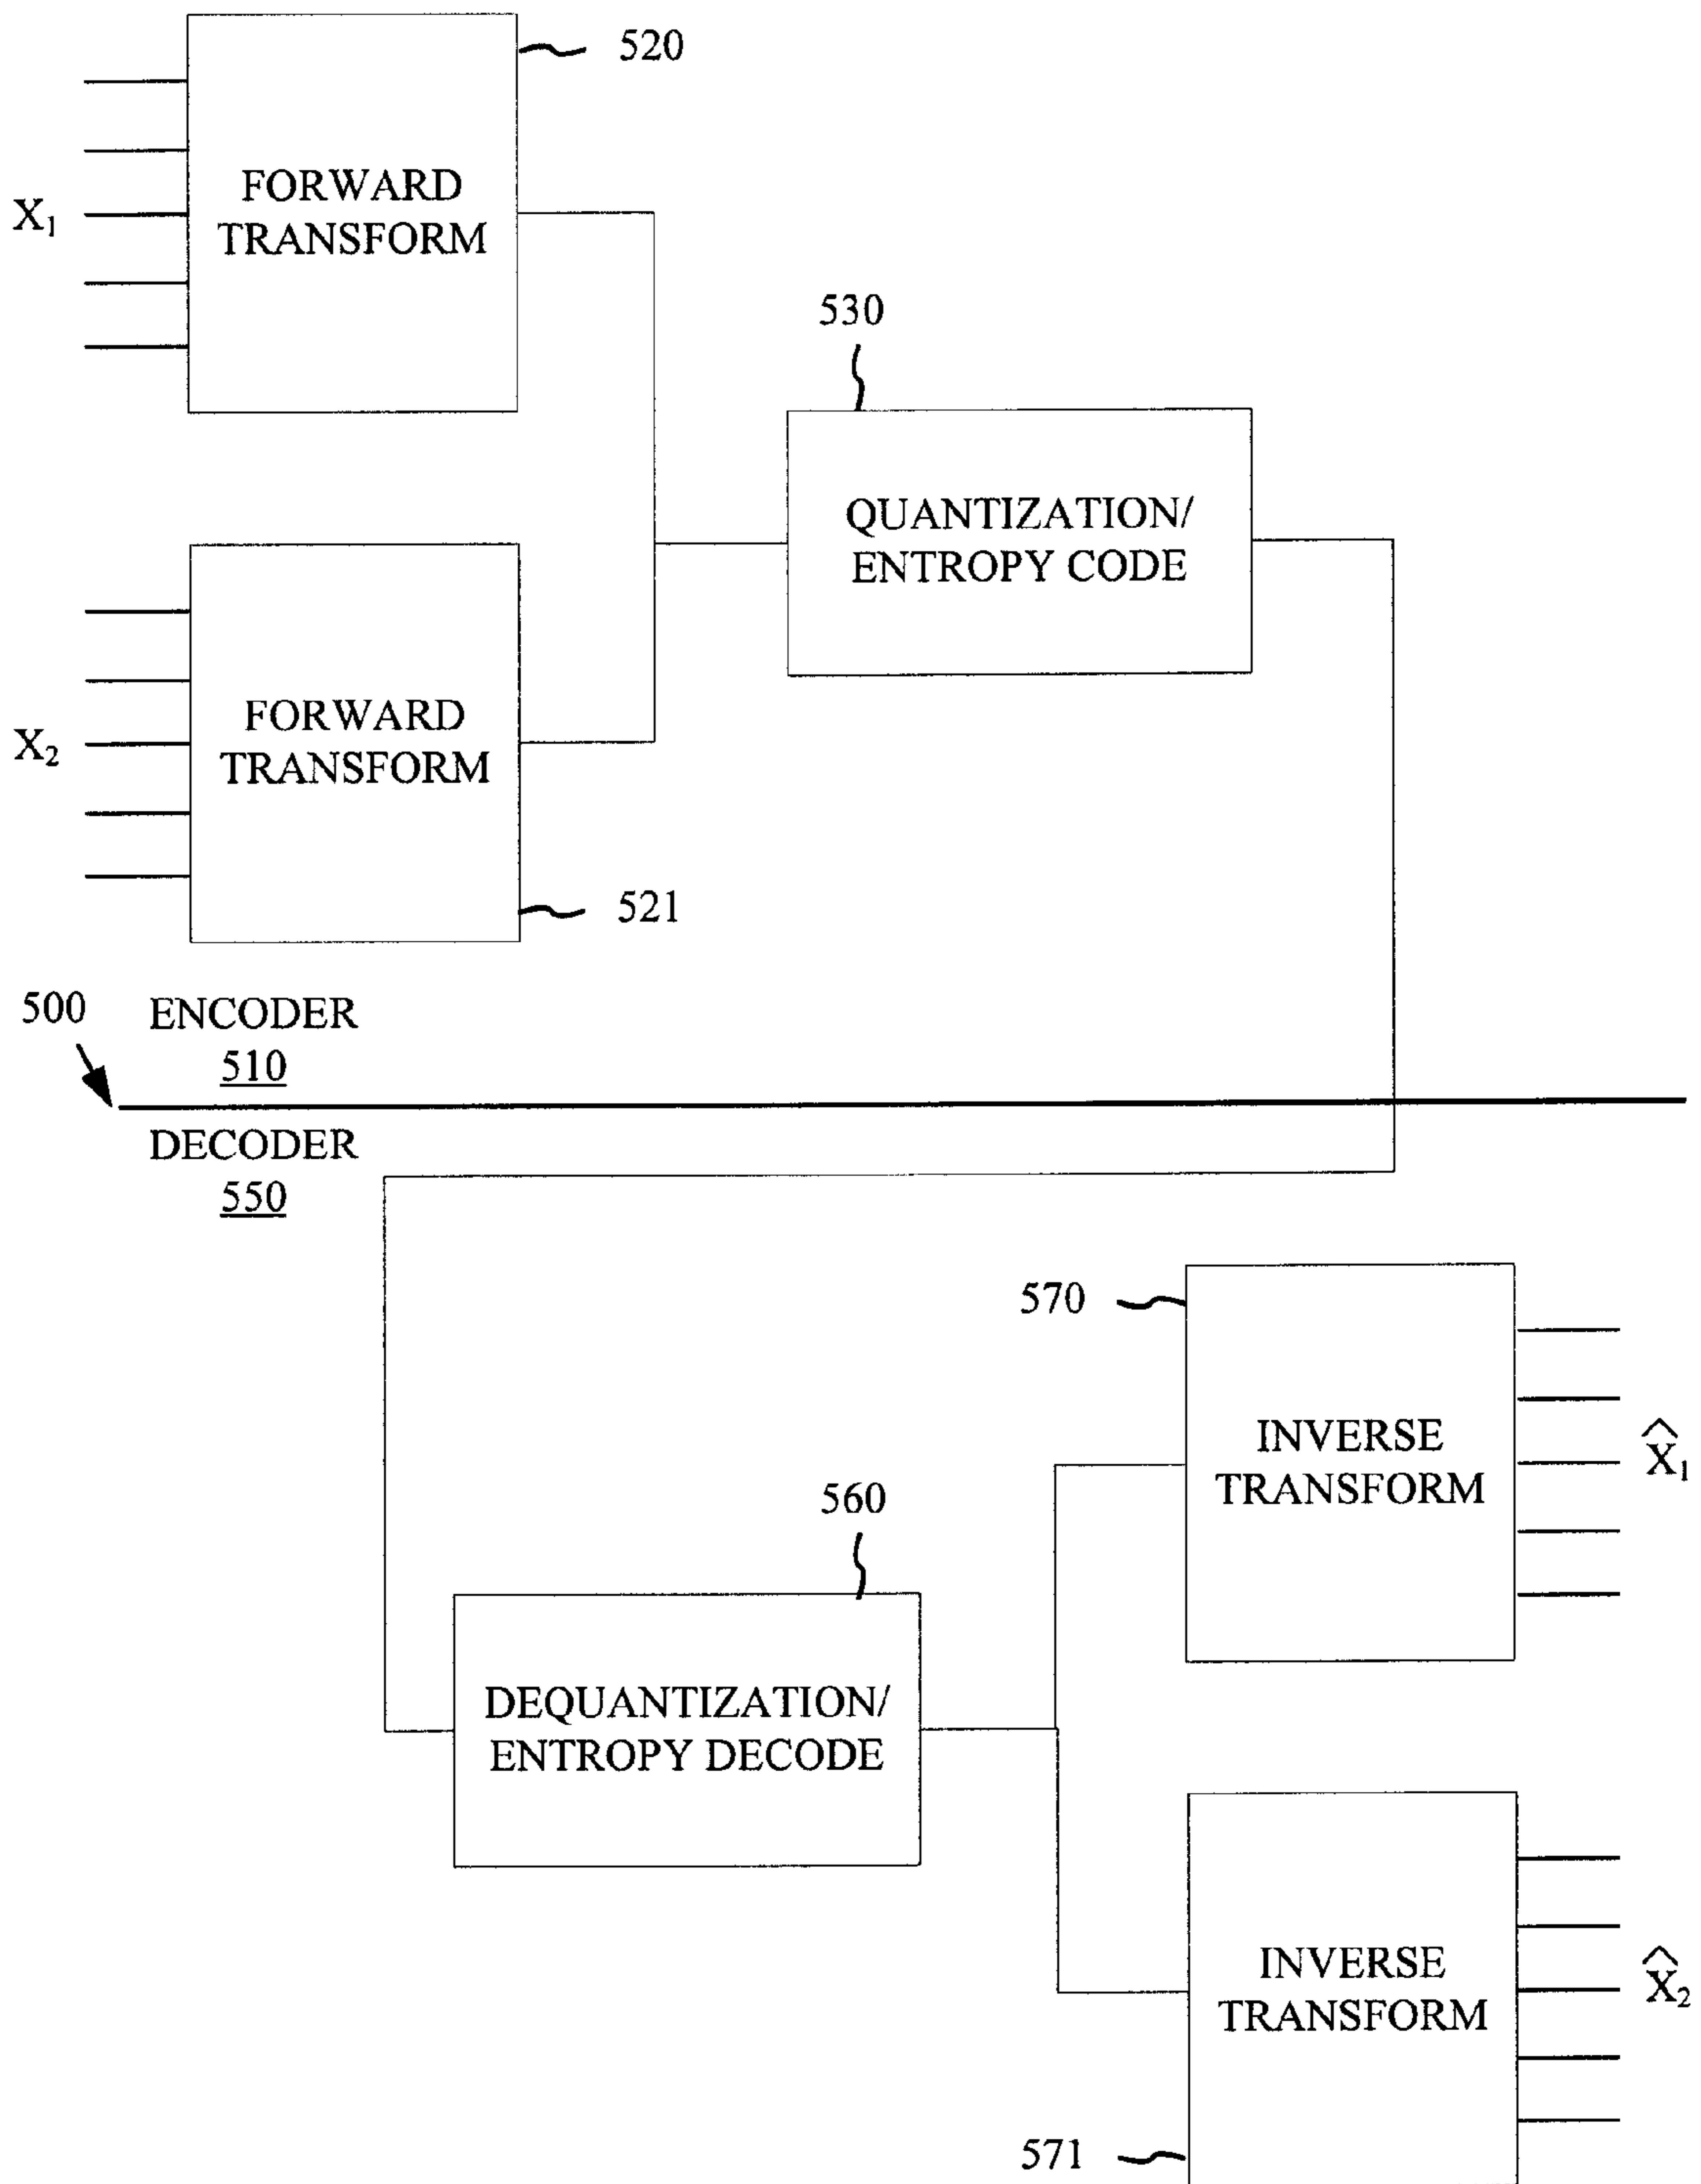 520
FORWARD
TRANSFORM
X₁
530
QUANTIZATION/
ENTROPY CODE
FORWARD
TRANSFORM
X₂
521
500
ENCODER
510
DECODER
550
570
INVERSE
TRANSFORM
X̂₁
560
DEQUANTIZATION/
ENTROPY DECODE
INVERSE
TRANSFORM
X̂₂
571